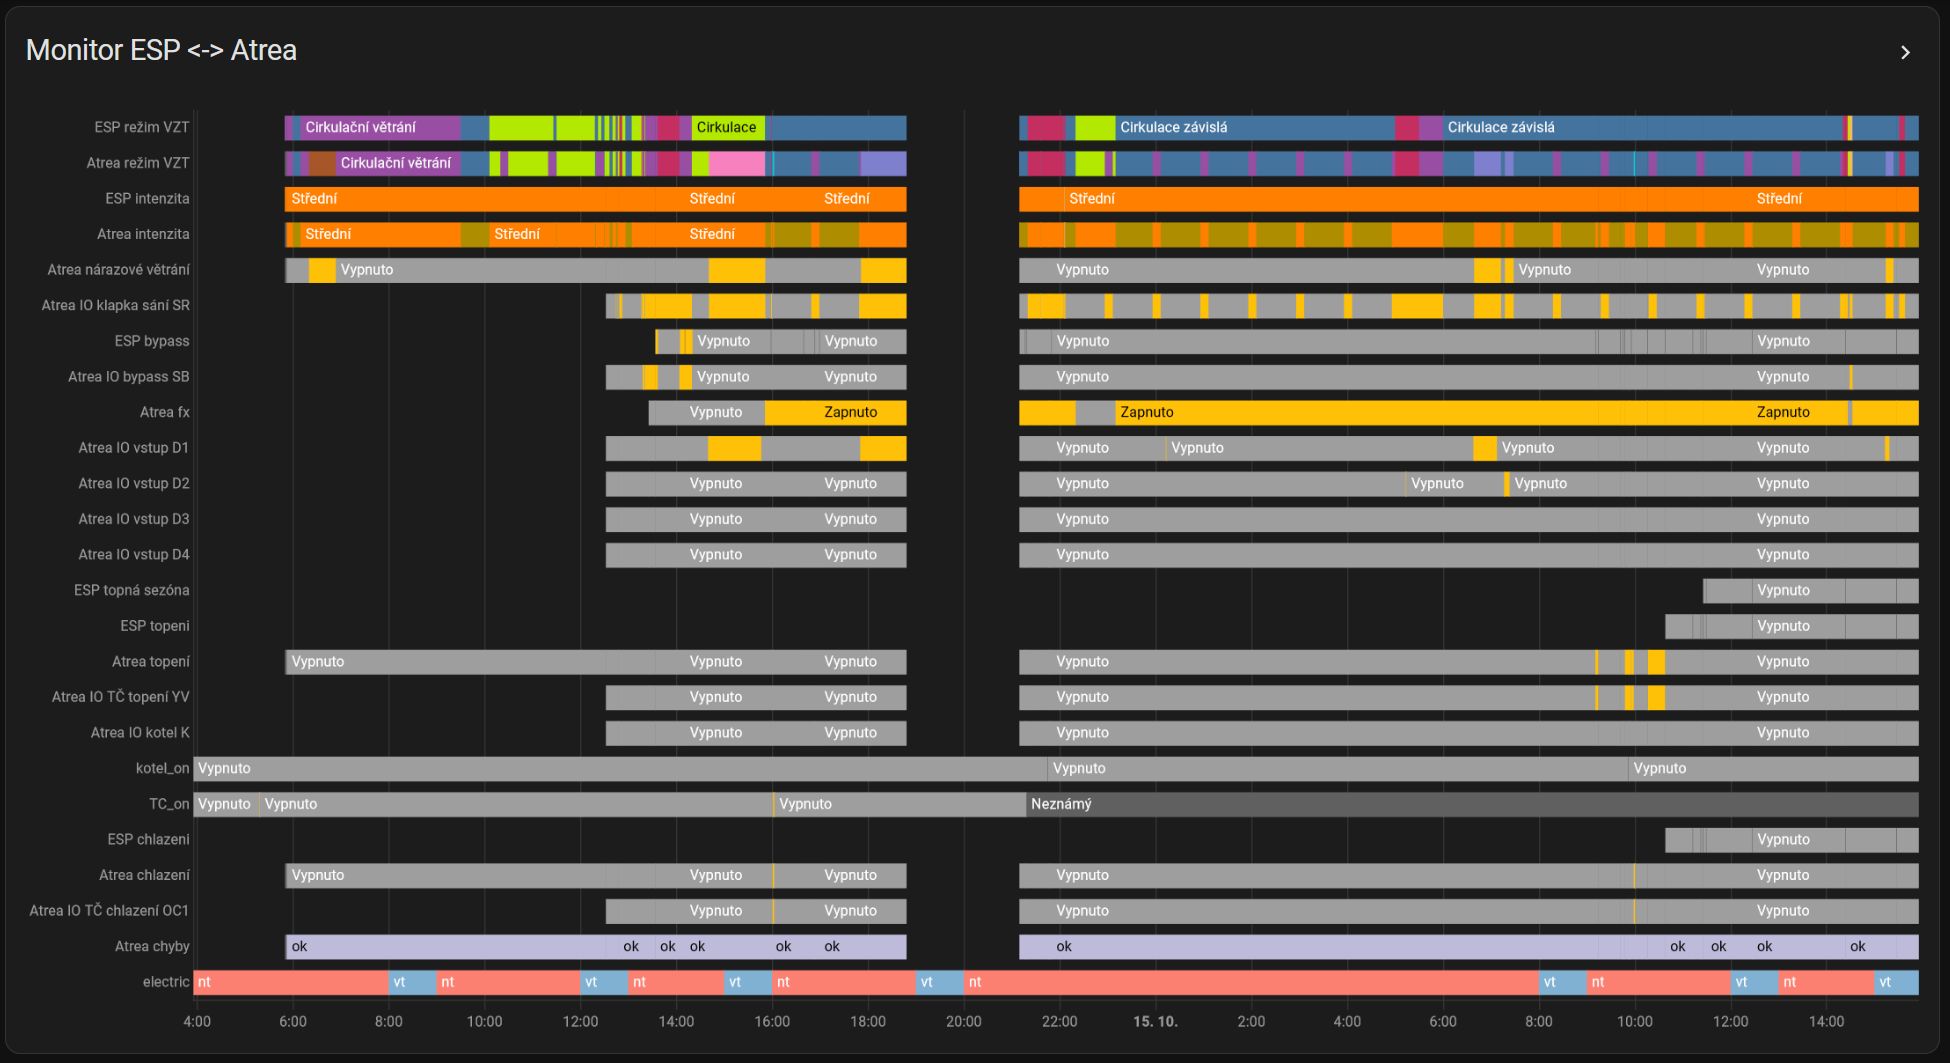 Monitor ESP <-> Atrea
ESP režim VZT Cirkulační větrání Cirkulace Cirkulace závislá Cirkulace závislá
Atrea režim VZT Cirkulační větrání
ESP intenzita Střední Střední Střední Střední Střední
Atrea intenzita Střední Střední Střední
Atrea nárazové větrání Vypnuto Vypnuto Vypnuto Vypnuto
Atrea IO klapka sání SR
ESP bypass Vypnuto Vypnuto Vypnuto Vypnuto
Atrea IO bypass SB Vypnuto Vypnuto Vypnuto Vypnuto
Atrea fx Vypnuto Zapnuto Zapnuto Zapnuto
Atrea IO vstup D1 Vypnuto Vypnuto Vypnuto Vypnuto
Atrea IO vstup D2 Vypnuto Vypnuto Vypnuto Vypnuto Vypnuto Vypnuto
Atrea IO vstup D3 Vypnuto Vypnuto Vypnuto Vypnuto
Atrea IO vstup D4 Vypnuto Vypnuto Vypnuto Vypnuto
ESP topná sezóna Vypnuto
ESP topeni Vypnuto
Atrea topení Vypnuto Vypnuto Vypnuto Vypnuto Vypnuto
Atrea IO TČ topení YV Vypnuto Vypnuto Vypnuto Vypnuto
Atrea IO kotel K Vypnuto Vypnuto Vypnuto Vypnuto
kotel_on Vypnuto Vypnuto Vypnuto
TC_on Vypnuto Vypnuto Vypnuto Neznámý
ESP chlazeni Vypnuto
Atrea chlazení Vypnuto Vypnuto Vypnuto Vypnuto Vypnuto
Atrea IO TČ chlazení OC1 Vypnuto Vypnuto Vypnuto Vypnuto
Atrea chyby ok ok ok ok ok ok ok ok ok ok ok
electric nt vt nt vt nt vt nt vt nt vt nt vt nt vt
4:00 6:00 8:00 10:00 12:00 14:00 16:00 18:00 20:00 22:00 15. 10. 2:00 4:00 6:00 8:00 10:00 12:00 14:00